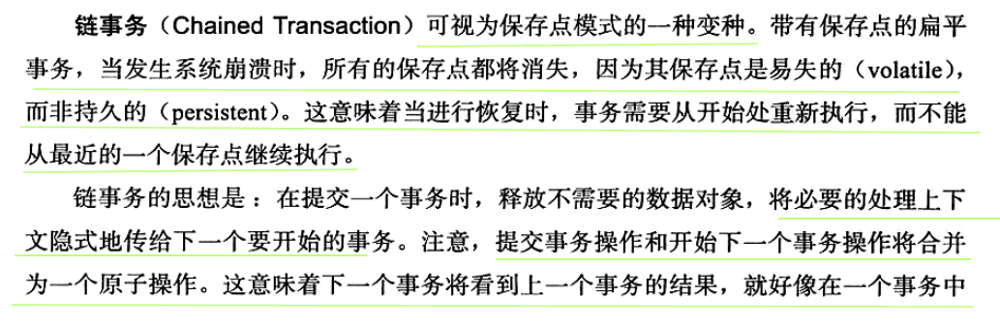 链事务（Chained Transaction）可视为保存点模式的一种变种。带有保存点的扁平
事务，当发生系统崩溃时，所有的保存点都将消失，因为其保存点是易失的（volatile），
而非持久的（persistent）。这意味着当进行恢复时，事务需要从开始处重新执行，而不能
从最近的一个保存点继续执行。
链事务的思想是：在提交一个事务时，释放不需要的数据对象，将必要的处理上下
文隐式地传给下一个要开始的事务。注意，提交事务操作和开始下一个事务操作将合并
为一个原子操作。这意味着下一个事务将看到上一个事务的结果，就好像在一个事务中